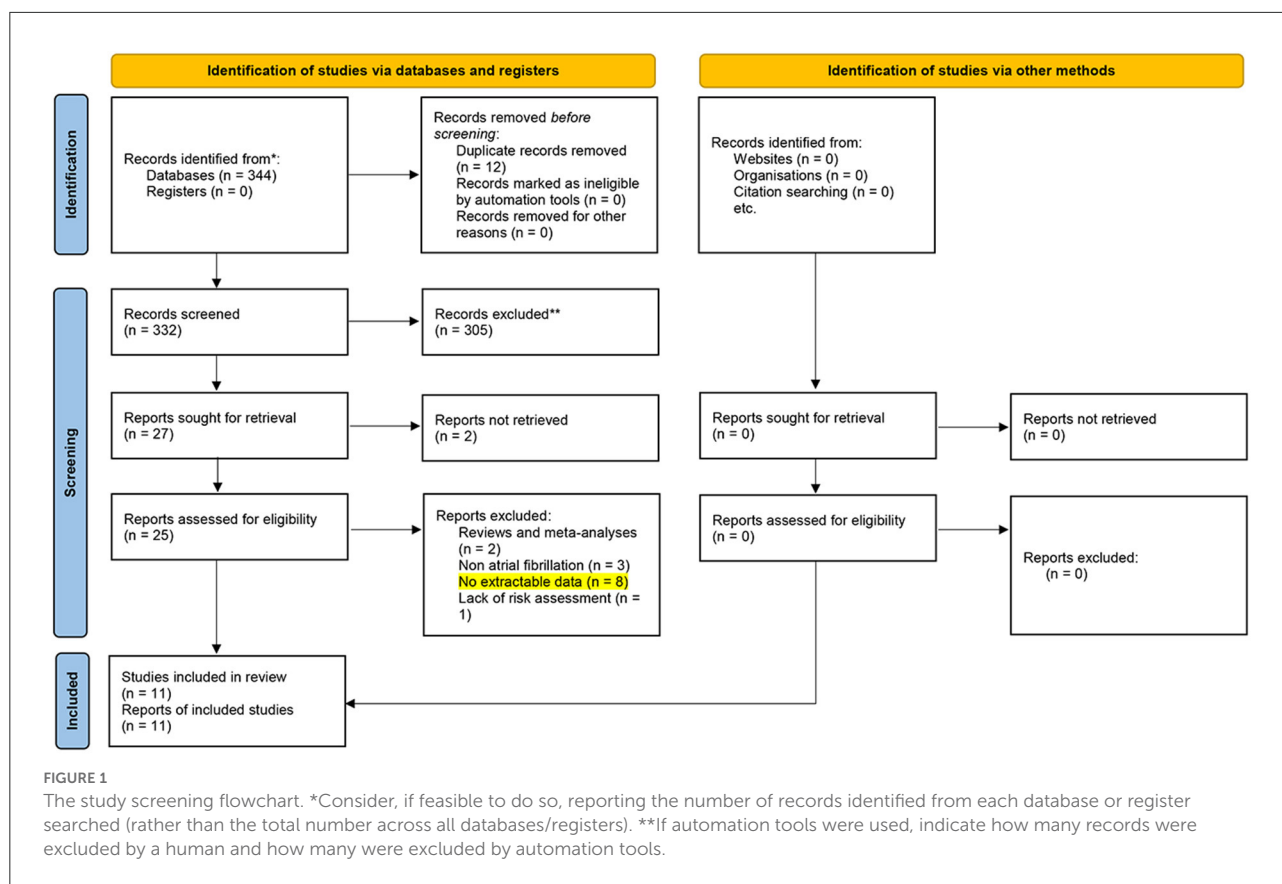 Identification of studies via databases and registers
Identification of studies via other methods
Identification
Records identified from*:
Databases (n = 344)
Registers (n = 0)
Records removed before
screening:
Duplicate records removed
(n = 12)
Records marked as ineligible
by automation tools (n = 0)
Records removed for other
reasons (n = 0)
Records identified from:
Websites (n = 0)
Organisations (n = 0)
Citation searching (n = 0)
etc.
Screening
Records screened
(n = 332)
Records excluded**
(n = 305)
Reports sought for retrieval
(n = 27)
Reports not retrieved
(n = 2)
Reports sought for retrieval
(n = 0)
Reports not retrieved
(n = 0)
Reports assessed for eligibility
(n = 25)
Reports excluded:
Reviews and meta-analyses
(n = 2)
Non atrial fibrillation (n = 3)
No extractable data (n = 8)
Lack of risk assessment (n =
1)
Reports assessed for eligibility
(n = 0)
Reports excluded:
(n = 0)
Included
Studies included in review
(n = 11)
Reports of included studies
(n = 11)
FIGURE 1
The study screening flowchart. *Consider, if feasible to do so, reporting the number of records identified from each database or register
searched (rather than the total number across all databases/registers). **If automation tools were used, indicate how many records were
excluded by a human and how many were excluded by automation tools.